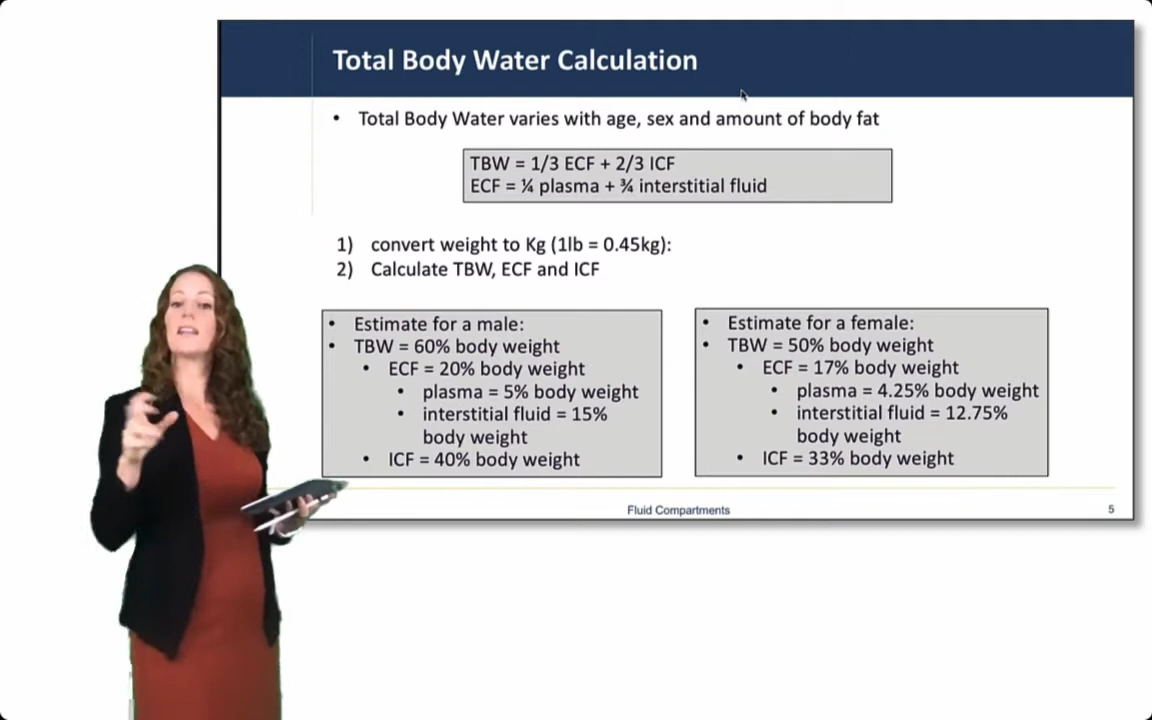 Total Body Water Calculation
• Total Body Water varies with age, sex and amount of body fat
TBW = 1/3 ECF + 2/3 ICF
ECF = ¼ plasma + ¾ interstitial fluid
1) convert weight to Kg (1lb = 0.45kg):
2) Calculate TBW, ECF and ICF
• Estimate for a male:
• TBW = 60% body weight
• ECF = 20% body weight
• plasma = 5% body weight
• interstitial fluid = 15%
body weight
• ICF = 40% body weight
• Estimate for a female:
• TBW = 50% body weight
• ECF = 17% body weight
• plasma = 4.25% body weight
• interstitial fluid = 12.75%
body weight
• ICF = 33% body weight
Fluid Compartments
5